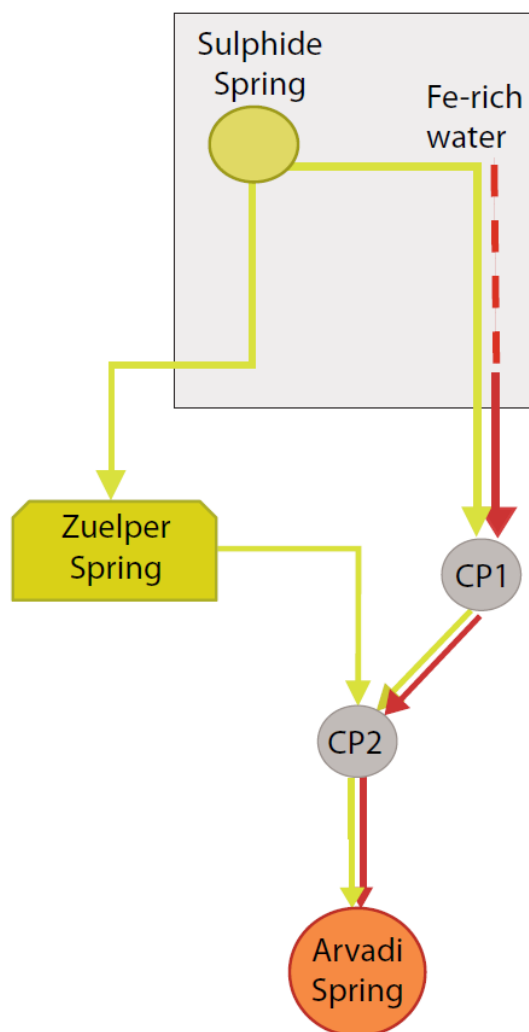 Sulphide
Spring
Fe-rich
water
Zuelper
Spring
CP1
CP2
Arvadi
Spring